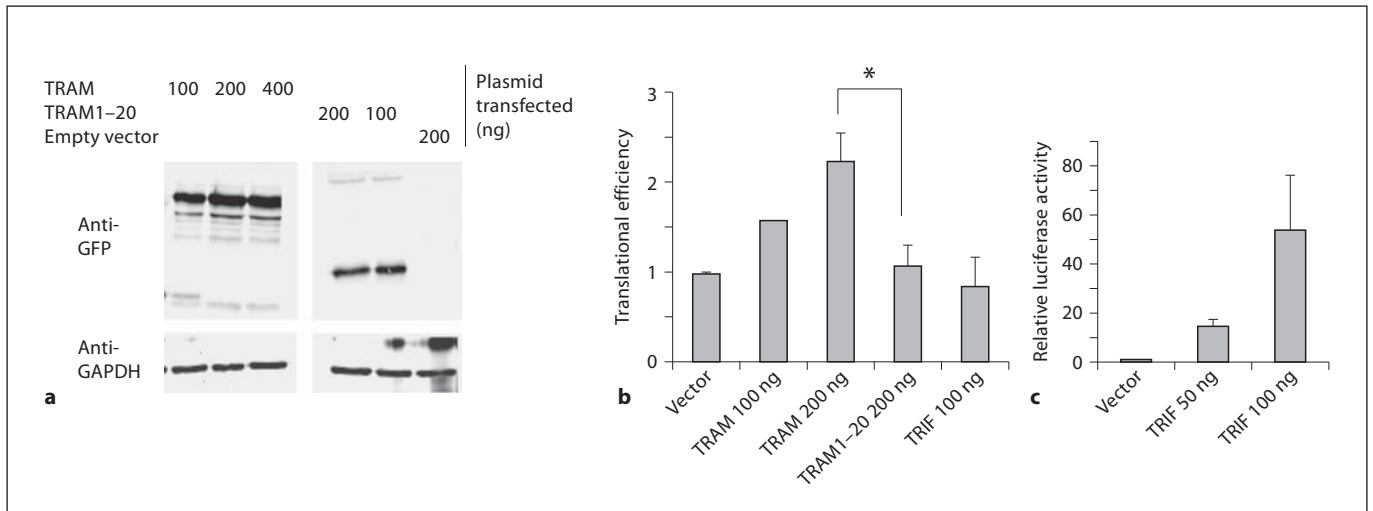 TRAM 100 200 400
TRAM1–20 200 100
Empty vector 200
Plasmid
transfected
(ng)
Anti-
GFP
Anti-
GAPDH
a
Translational efficiency
3
2
1
0
*
Vector
TRAM 100 ng
TRAM 200 ng
TRAM1–20 200 ng
TRIF 100 ng
b
Relative luciferase activity
80
60
40
20
0
Vector
TRIF 50 ng
TRIF 100 ng
c